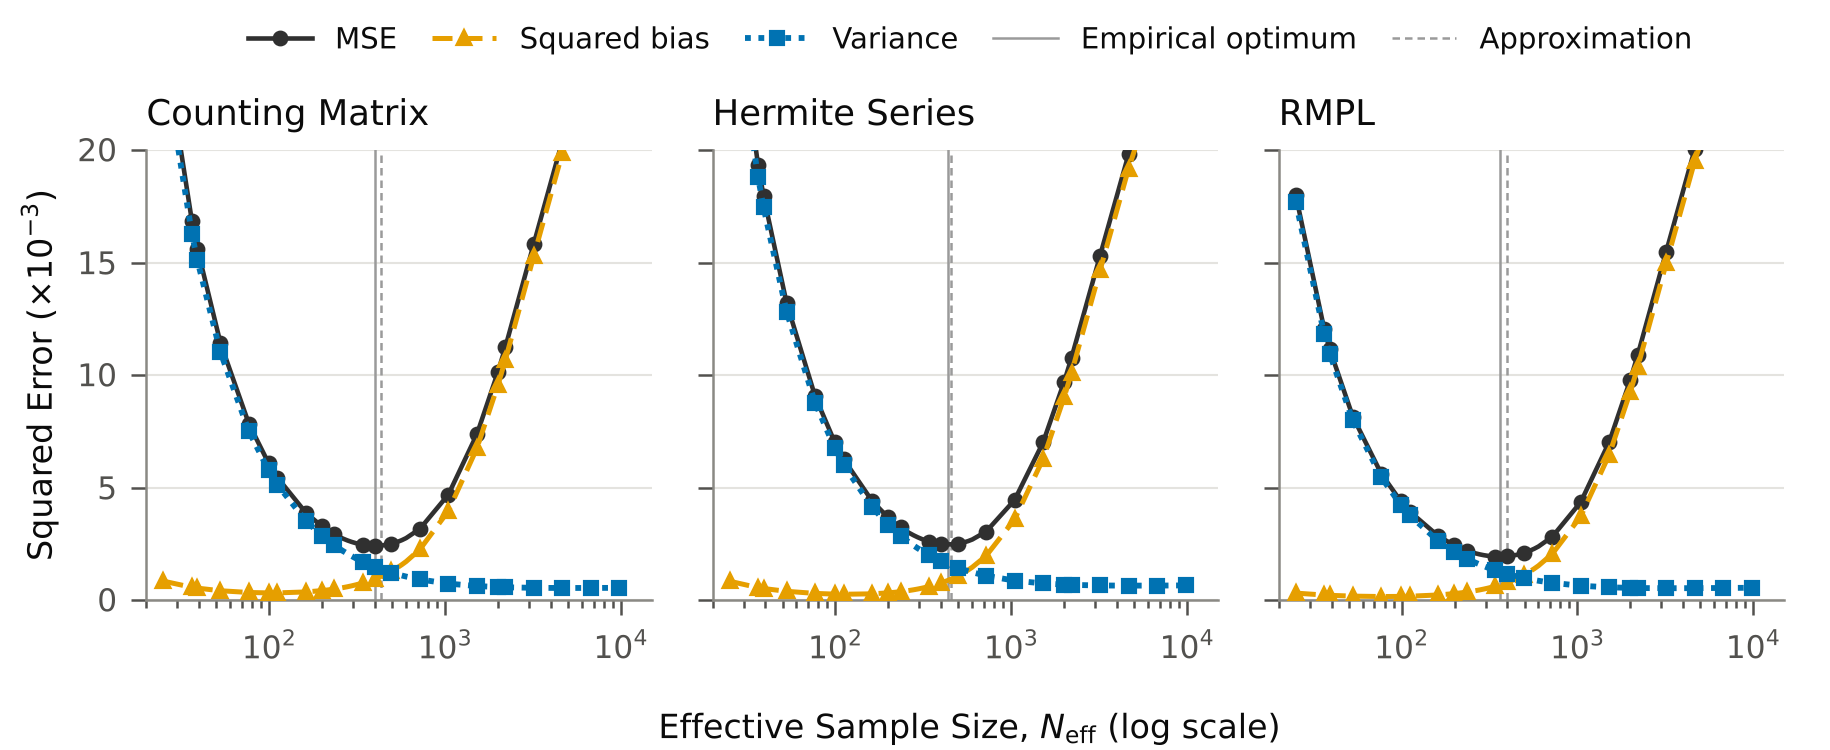 MSE Squared bias Variance Empirical optimum Approximation
Counting Matrix Hermite Series RMPL
Squared Error (×10⁻³)
20
15
10
5
0
10² 10³ 10⁴ 10² 10³ 10⁴ 10² 10³ 10⁴
Effective Sample Size, N_eff (log scale)